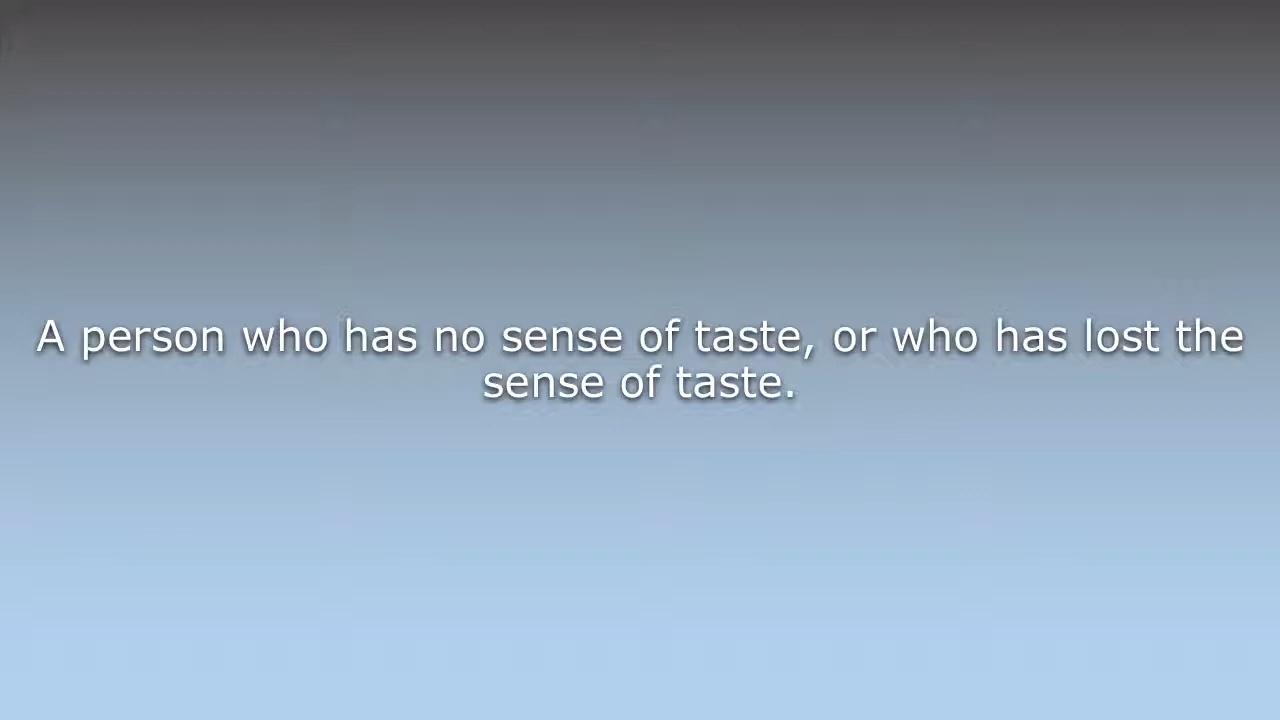 A person who has no sense of taste, or who has lost the
sense of taste.